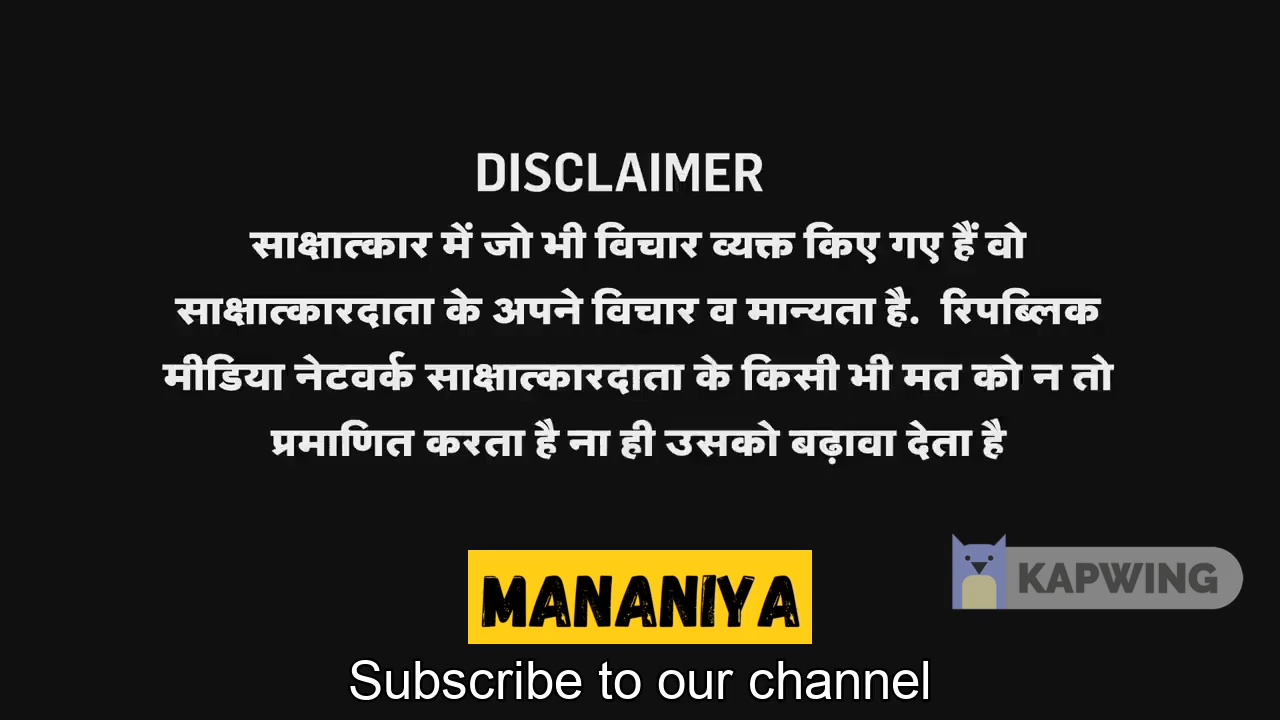 DISCLAIMER
साक्षात्कार में जो भी विचार व्यक्त किए गए हैं वो
साक्षात्कारदाता के अपने विचार व मान्यता है. रिपब्लिक
मीडिया नेटवर्क साक्षात्कारदाता के किसी भी मत को न तो
प्रमाणित करता है ना ही उसको बढ़ावा देता है
KAPWING
MANANIYA
Subscribe to our channel